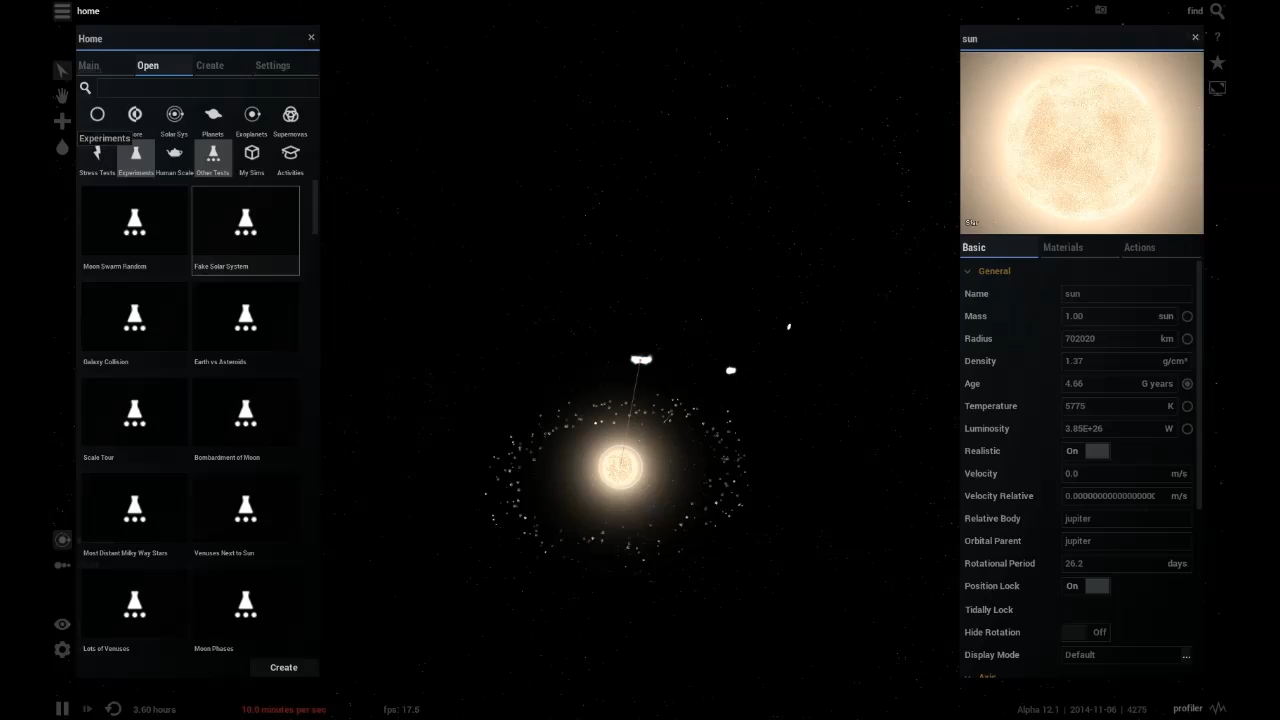 home
find
Home
sun
Main
Open
Create
Settings
Solar Sys
Planets
Exoplanets
Supernovas
Experiments
Stress Tests
Experiments
Human Scale
Other Tests
My Sims
Activities
Moon Swarm Random
Fake Solar System
Galaxy Collision
Earth vs Asteroids
Scale Tour
Bombardment of Moon
Most Distant Milky Way Stars
Venuses Next to Sun
Lots of Venuses
Moon Phases
Create
Star
Basic
Materials
Actions
General
Name
sun
Mass
1.00 sun
Radius
702020 km
Density
1.37 g/cm³
Age
4.66 G years
Temperature
5775 K
Luminosity
3.85E+26 W
Realistic
On
Velocity
0.0 m/s
Velocity Relative
0.0000000000000000 m/s
Relative Body
jupiter
Orbital Parent
jupiter
Rotational Period
26.2 days
Position Lock
On
Tidally Lock
Hide Rotation
Off
Display Mode
Default ...
Axis
3.60 hours
10.0 minutes per sec
fps: 17.6
Alpha 12.1 | 2014-11-06 | 4275
profiler